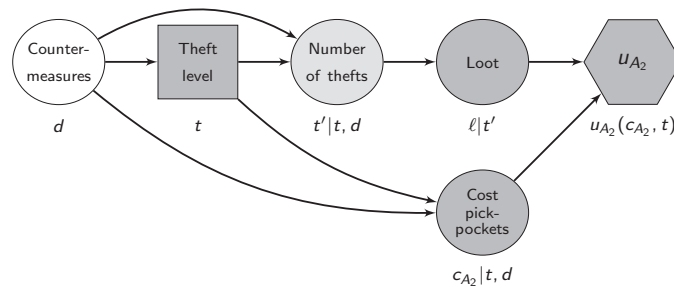 Counter-
measures
d
Theft
level
t
Number
of thefts
t′|t, d
Loot
ℓ|t′
u_{A_2}
u_{A_2}(c_{A_2}, t)
Cost
pick-
pockets
c_{A_2}|t, d